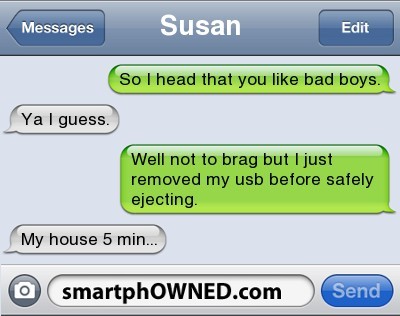 Messages
Susan
Edit
So I head that you like bad boys.
Ya I guess.
Well not to brag but I just
removed my usb before safely
ejecting.
My house 5 min...
smartphOWNED.com
Send